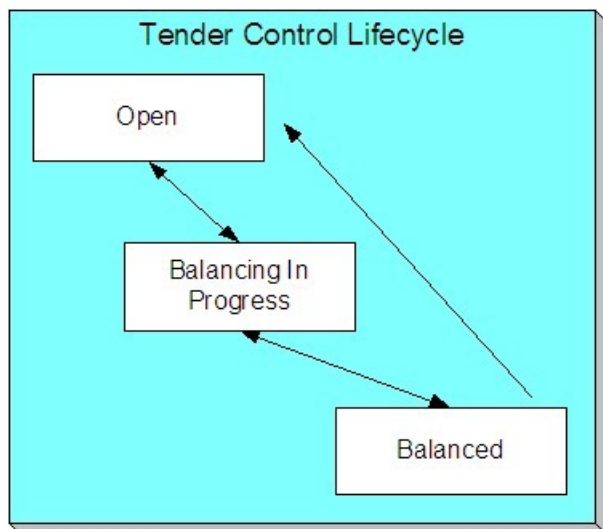 Tender Control Lifecycle
Open
Balancing In
Progress
Balanced